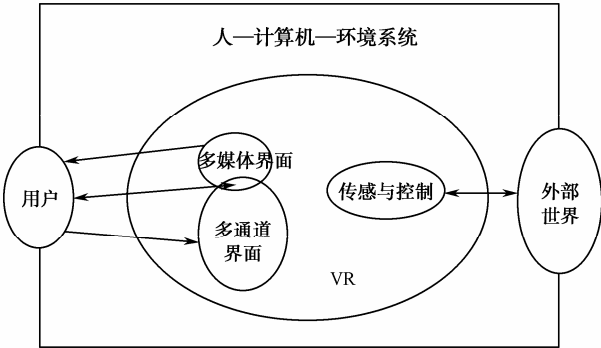 人—计算机—环境系统
多媒体界面
用户
传感与控制
外部
世界
多通道
界面
VR